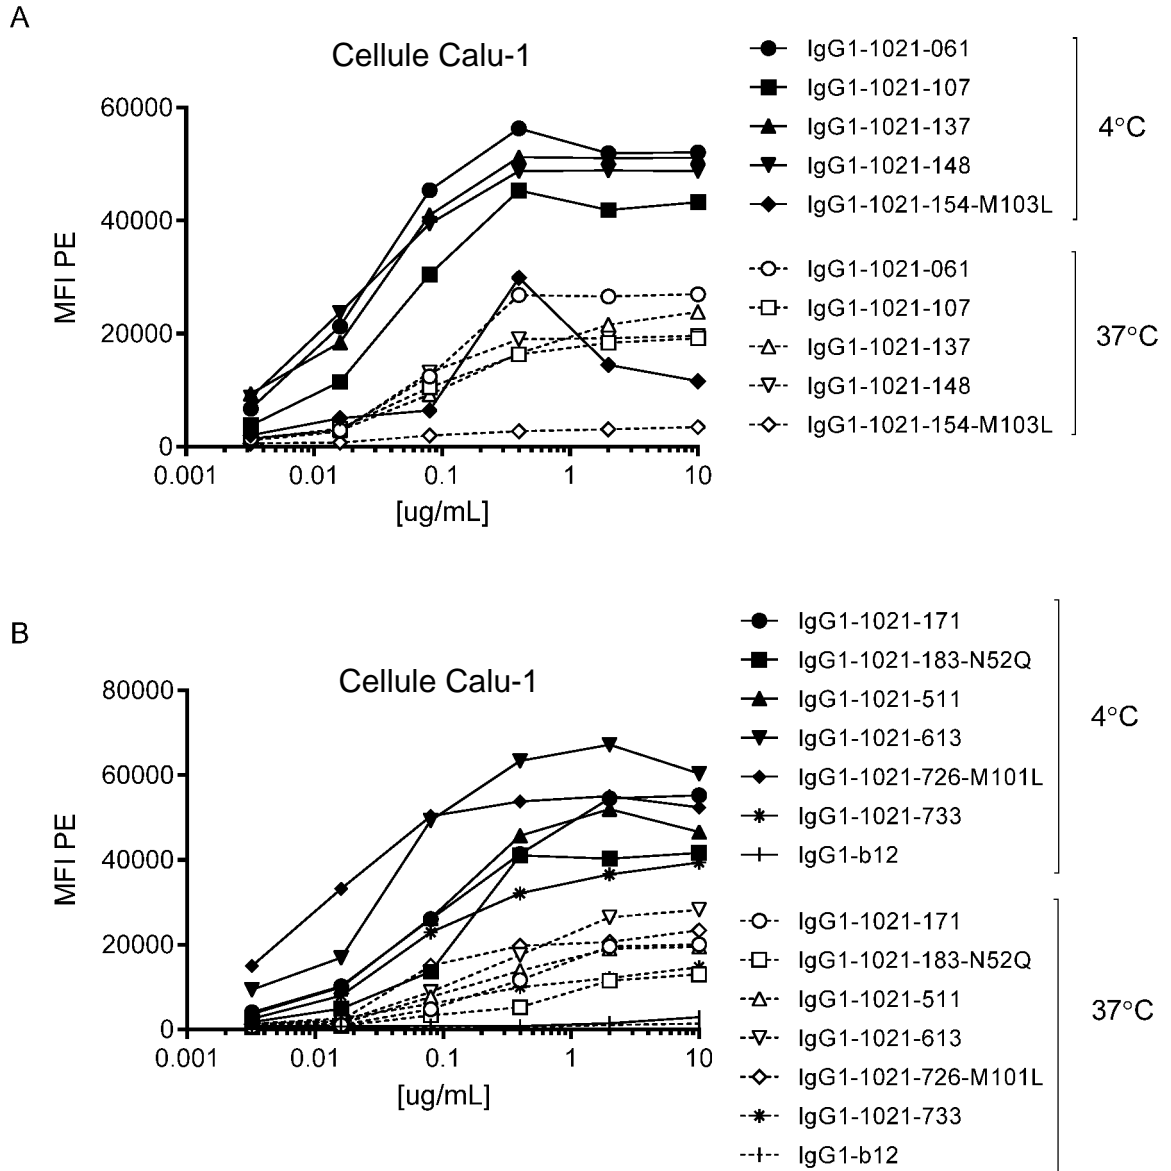 A
Cellule Calu-1
MFI PE
60000
40000
20000
0
0.001
0.01
0.1
1
10
[ug/mL]
IgG1-1021-061
IgG1-1021-107
IgG1-1021-137
IgG1-1021-148
IgG1-1021-154-M103L
4°C
IgG1-1021-061
IgG1-1021-107
IgG1-1021-137
IgG1-1021-148
IgG1-1021-154-M103L
37°C
B
Cellule Calu-1
MFI PE
80000
60000
40000
20000
0
0.001
0.01
0.1
1
10
[ug/mL]
IgG1-1021-171
IgG1-1021-183-N52Q
IgG1-1021-511
IgG1-1021-613
IgG1-1021-726-M101L
IgG1-1021-733
IgG1-b12
4°C
IgG1-1021-171
IgG1-1021-183-N52Q
IgG1-1021-511
IgG1-1021-613
IgG1-1021-726-M101L
IgG1-1021-733
IgG1-b12
37°C